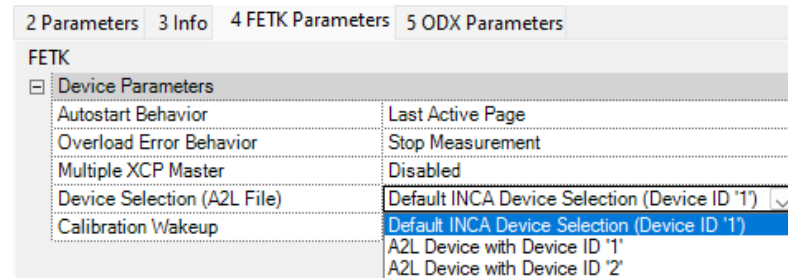 2 Parameters 3 Info 4 FETK Parameters 5 ODX Parameters
FETK
Device Parameters
Autostart Behavior Last Active Page
Overload Error Behavior Stop Measurement
Multiple XCP Master Disabled
Device Selection (A2L File) Default INCA Device Selection (Device ID '1')
Calibration Wakeup Default INCA Device Selection (Device ID '1')
A2L Device with Device ID '1'
A2L Device with Device ID '2'